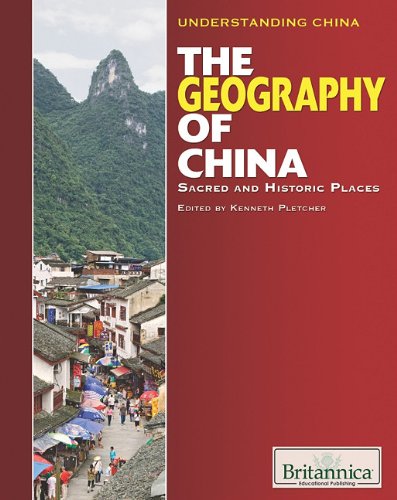 UNDERSTANDING CHINA
THE
GEOGRAPHY
OF
CHINA
SACRED AND HISTORIC PLACES
EDITED BY KENNETH PLETCHER
Britannica
Educational Publishing